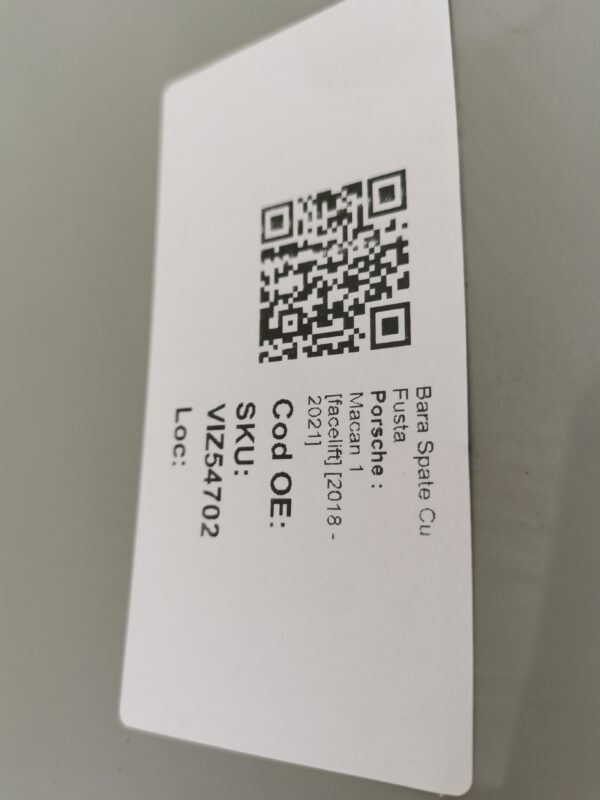 Bara Spate Cu
Fusta
Porsche :
Macan 1
[facelift] [2018 -
2021]
Cod OE:
SKU:
VIZ54702
Loc: